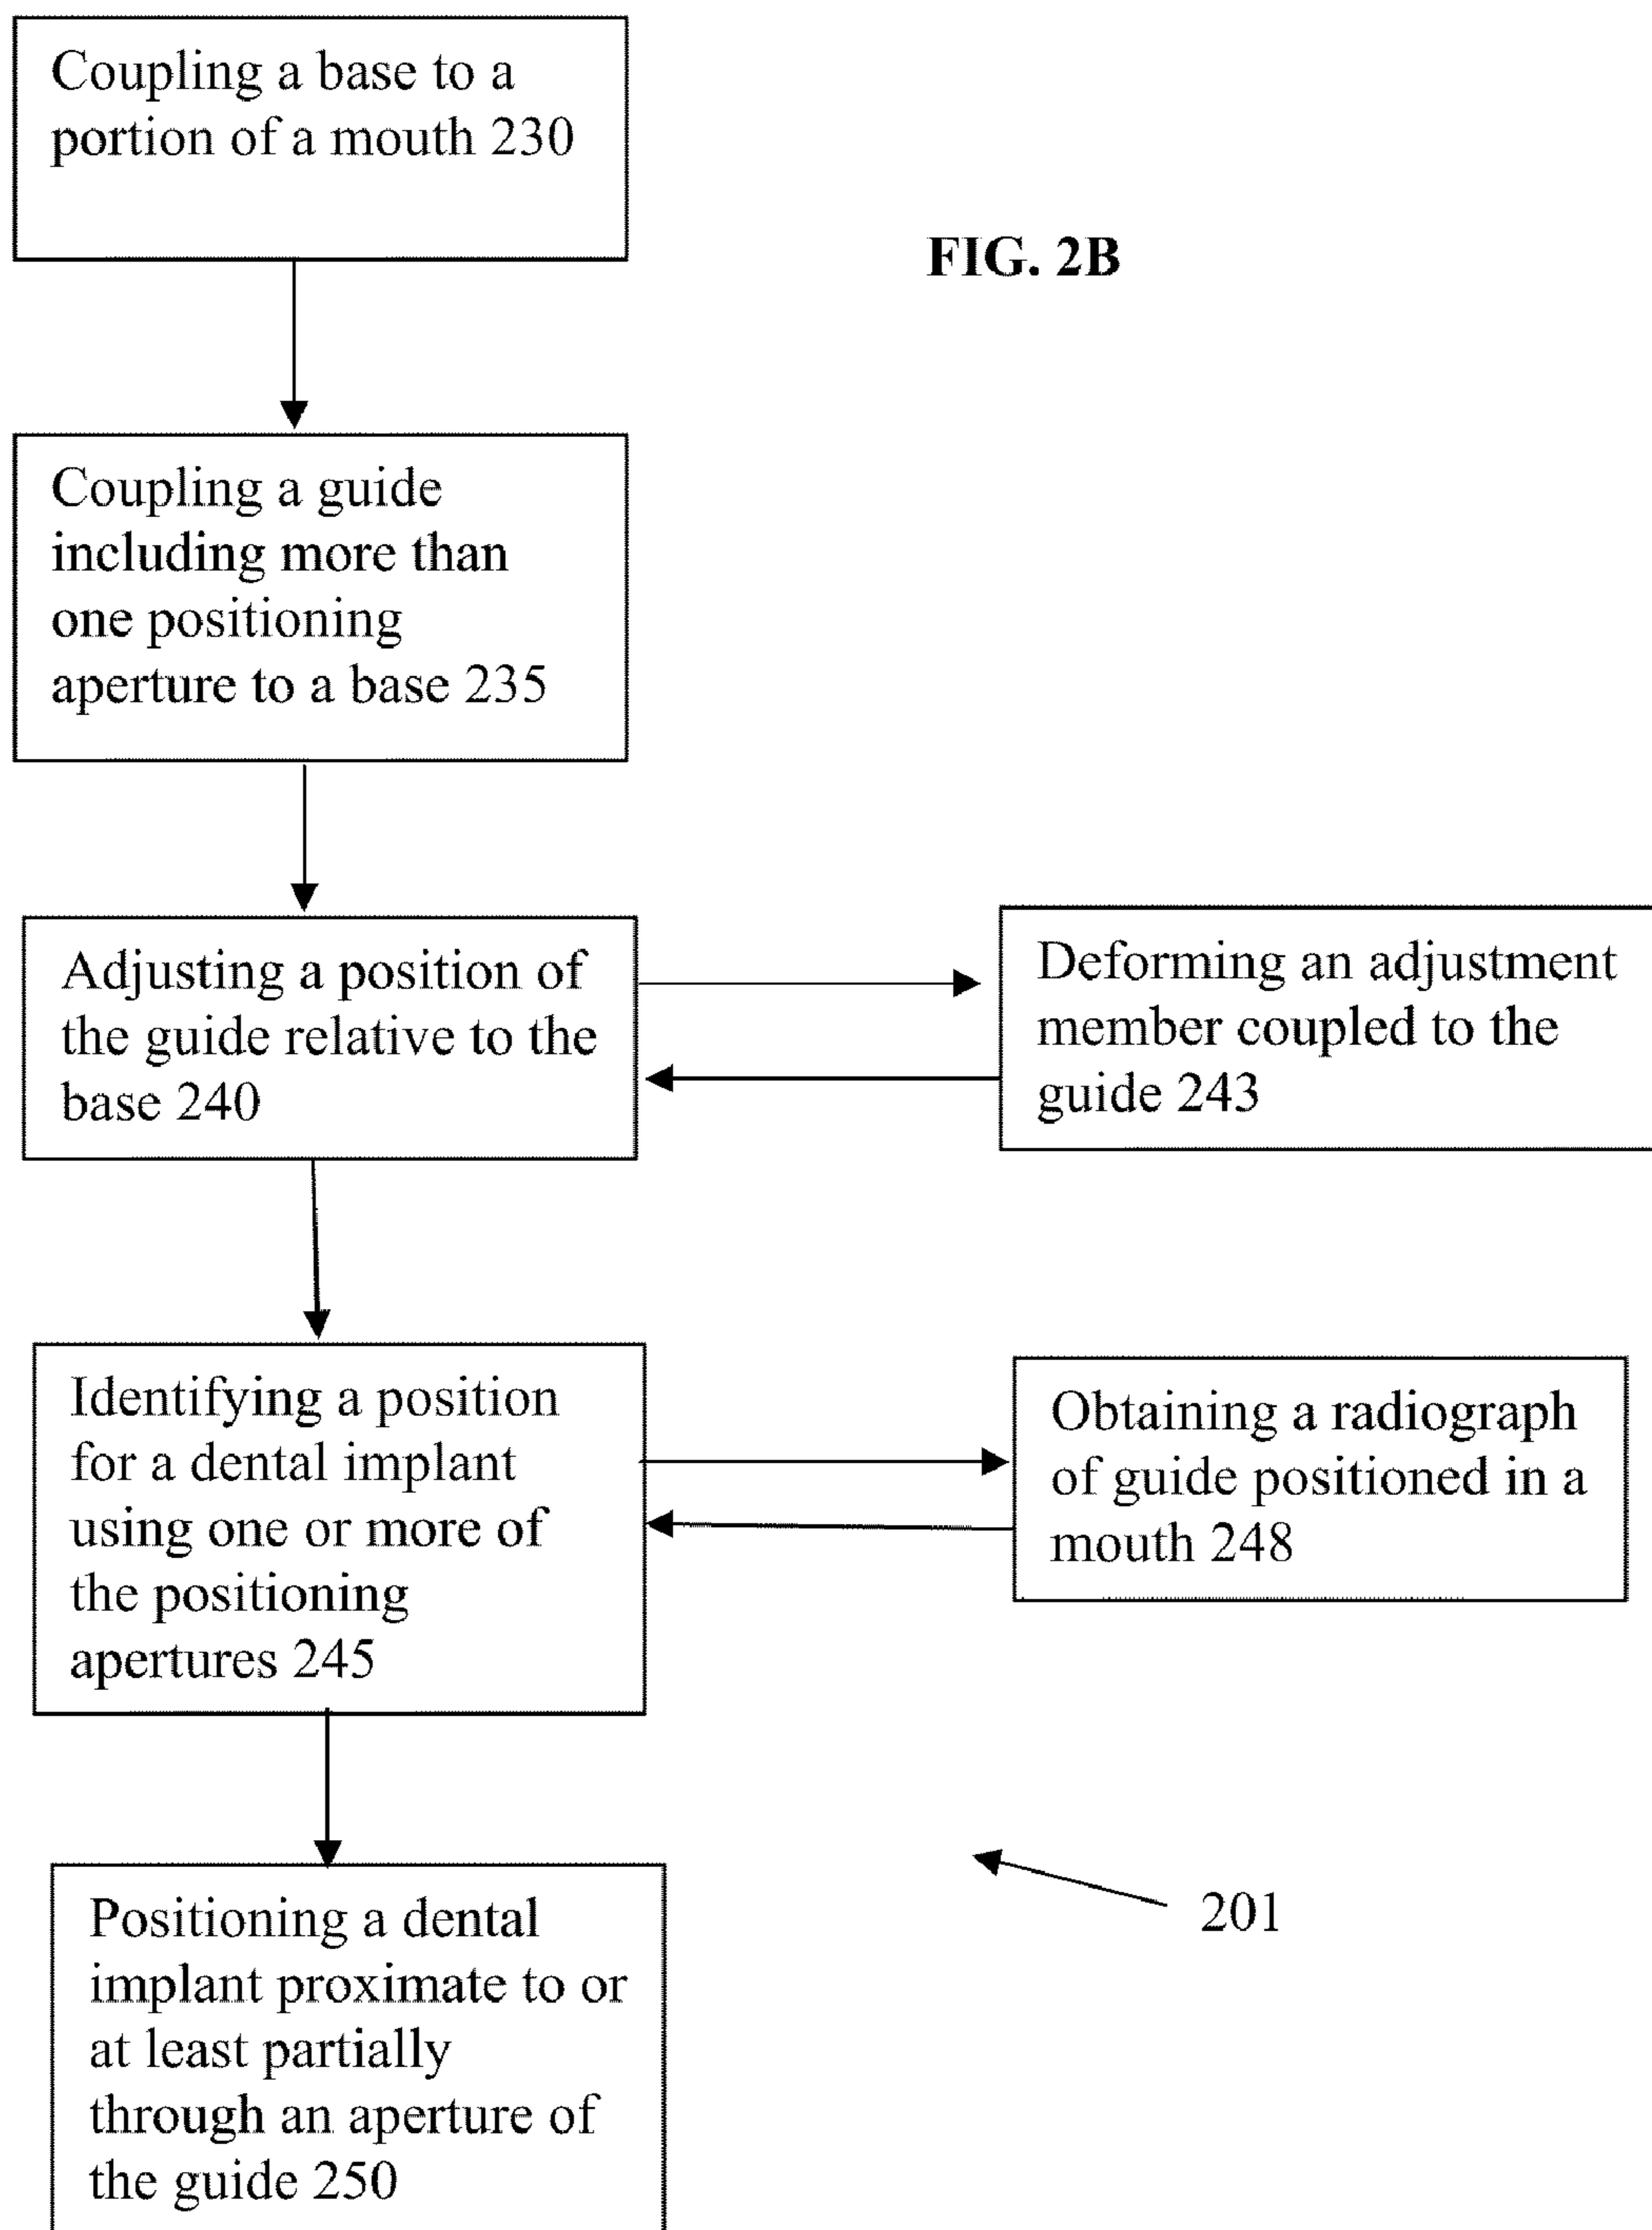 Coupling a base to a
portion of a mouth 230
FIG. 2B
Coupling a guide
including more than
one positioning
aperture to a base 235
Adjusting a position of
the guide relative to the
base 240
Deforming an adjustment
member coupled to the
guide 243
Identifying a position
for a dental implant
using one or more of
the positioning
apertures 245
Obtaining a radiograph
of guide positioned in a
mouth 248
Positioning a dental
implant proximate to or
at least partially
through an aperture of
the guide 250
201